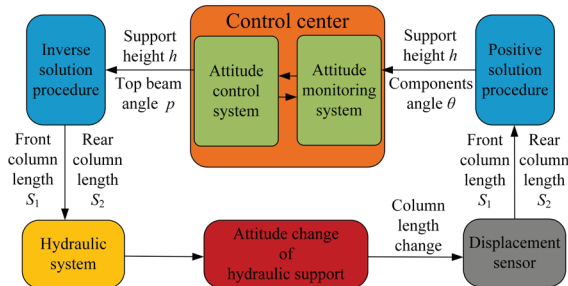 Control center
Inverse
solution
procedure
Support
height h
Top beam
angle p
Attitude
control
system
Attitude
monitoring
system
Support
height h
Components
angle θ
Positive
solution
procedure
Front
column
length
S₁
Rear
column
length
S₂
Front
column
length
S₁
Rear
column
length
S₂
Hydraulic
system
Attitude change
of
hydraulic support
Column
length
change
Displacement
sensor